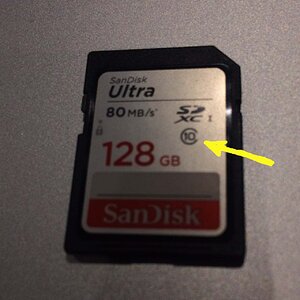 SanDisk
Ultra
80 MB/s* SD XC I
10
128 GB
SanDisk